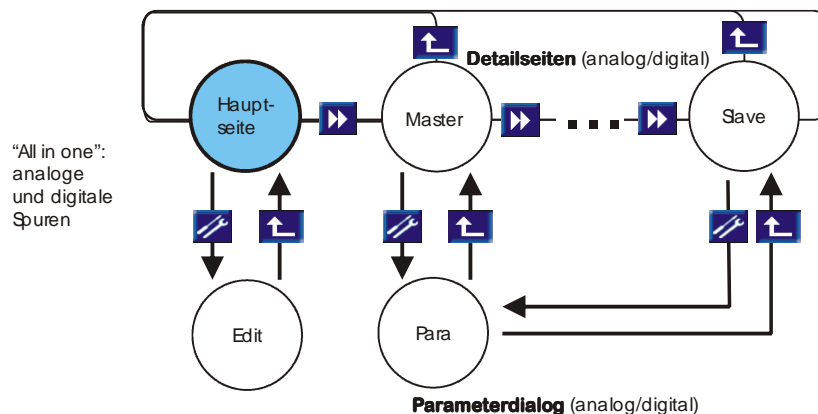 Detailseiten (analog/digital)
Haupt-
seite
Master
Slave
"All in one":
analoge
und digitale
Spuren
Edit
Para
Parameterdialog (analog/digital)